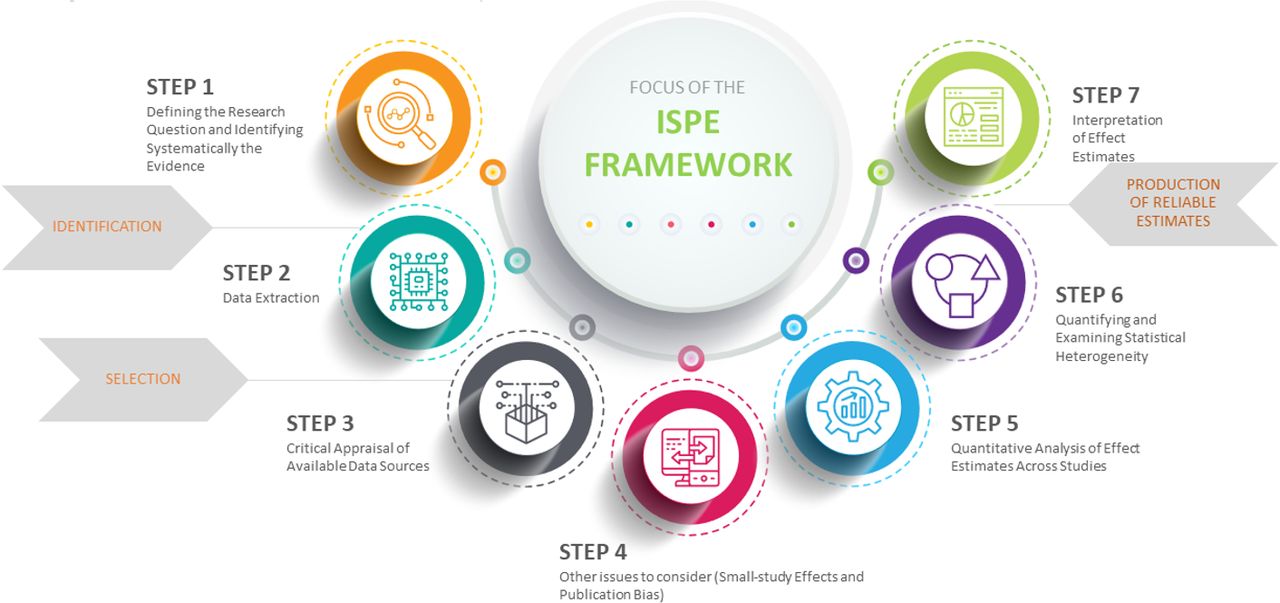 FOCUS OF THE
ISPE
FRAMEWORK
STEP 1
Defining the Research
Question and Identifying
Systematically the
Evidence
IDENTIFICATION
STEP 2
Data Extraction
SELECTION
STEP 3
Critical Appraisal of
Available Data Sources
STEP 4
Other issues to consider (Small-study Effects and
Publication Bias)
STEP 5
Quantitative Analysis of Effect
Estimates Across Studies
STEP 6
Quantifying and
Examining Statistical
Heterogeneity
STEP 7
Interpretation
of Effect
Estimates
PRODUCTION
OF RELIABLE
ESTIMATES